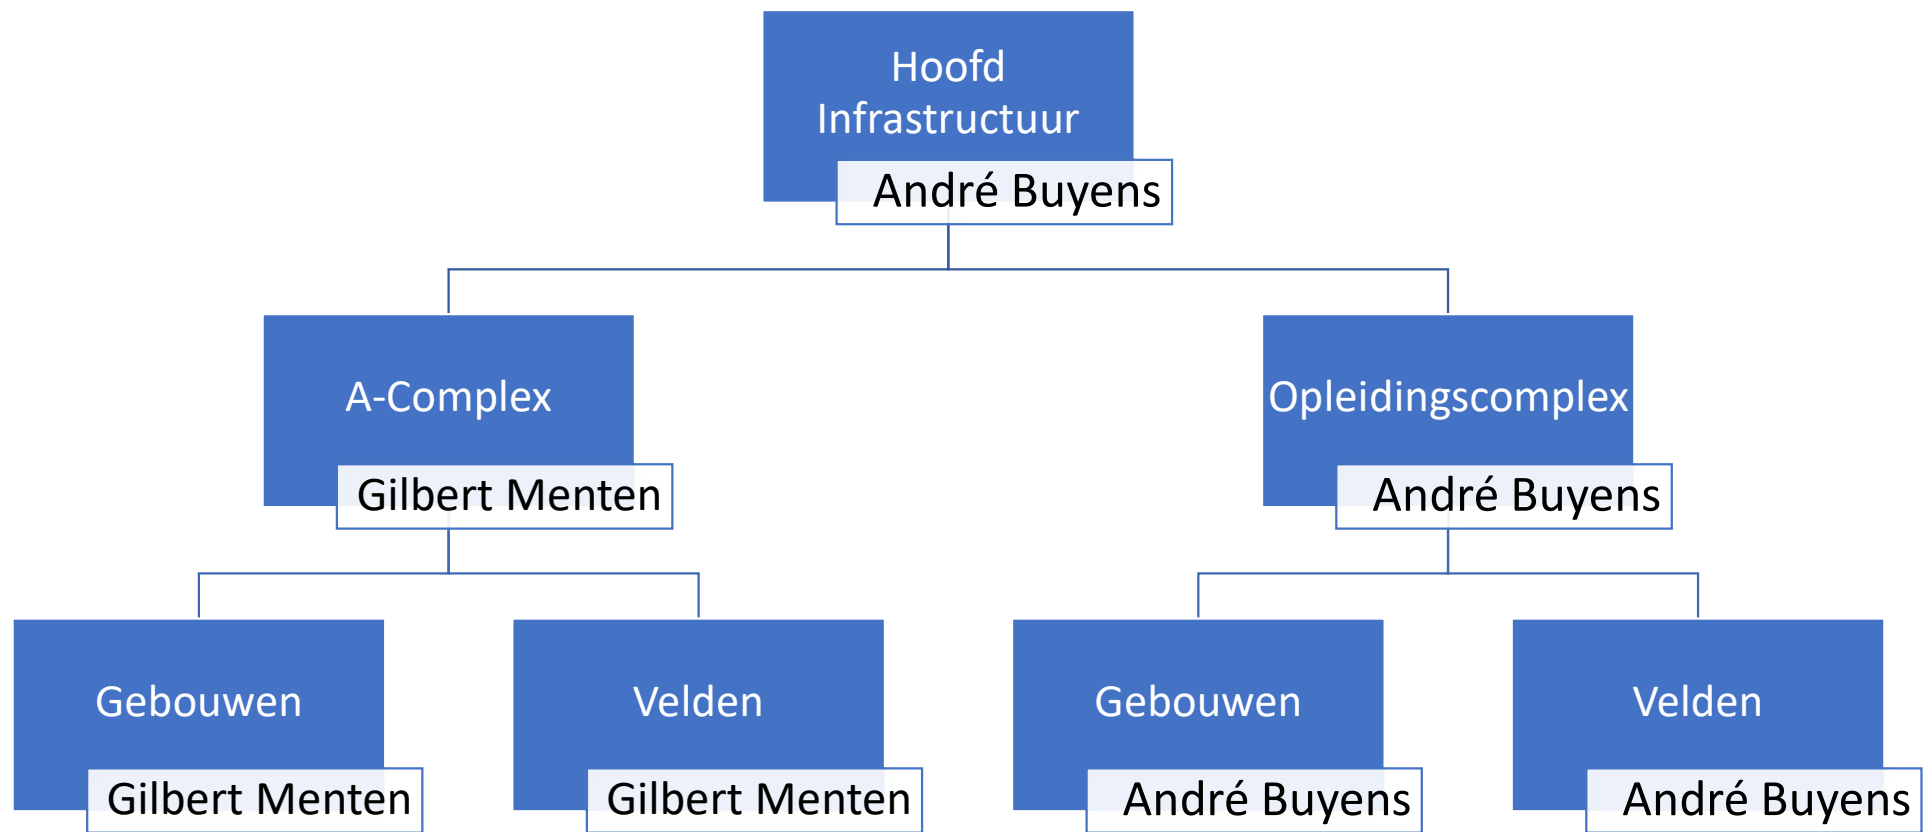 Hoofd
Infrastructuur
André Buyens
A-Complex
Gilbert Menten
Opleidingscomplex
André Buyens
Gebouwen
Gilbert Menten
Velden
Gilbert Menten
Gebouwen
André Buyens
Velden
André Buyens